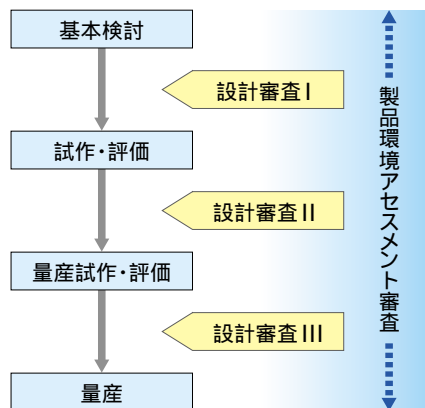 基本検討
設計審査Ⅰ
試作・評価
設計審査Ⅱ
量産試作・評価
設計審査Ⅲ
量産
製品環境アセスメント審査